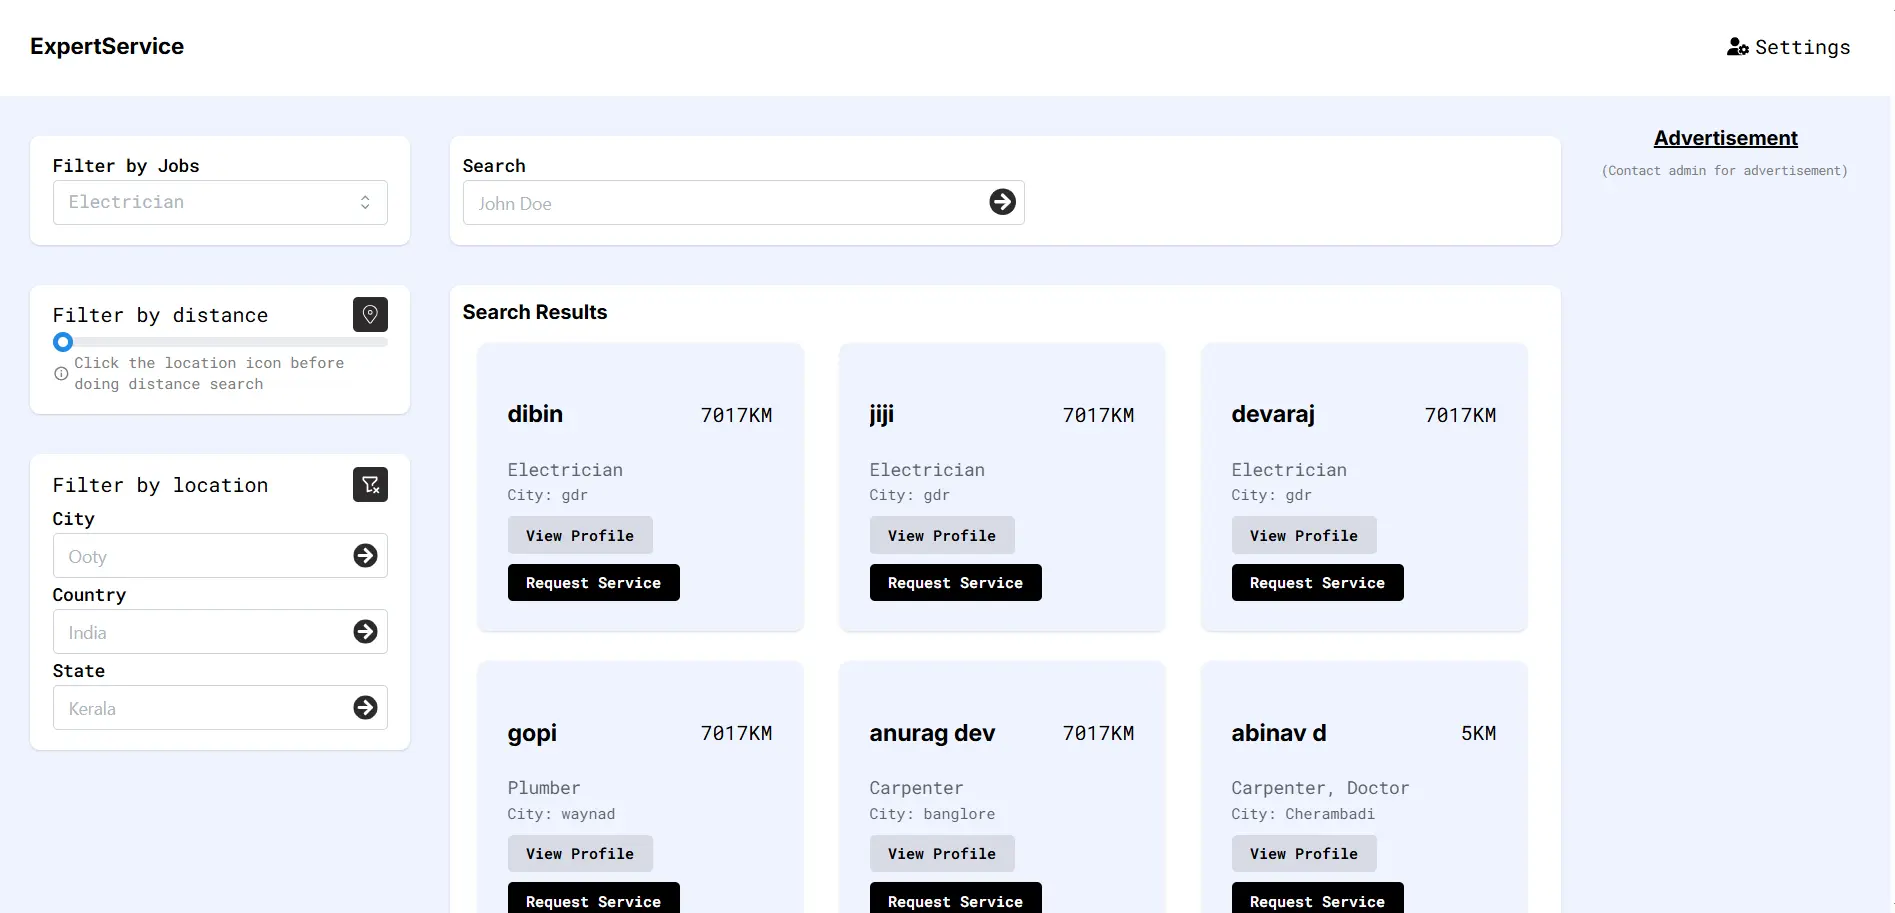 ExpertService
Settings
Filter by Jobs
Electrician
Filter by distance
Click the location icon before
doing distance search
Filter by location
City
Ooty
Country
India
State
Kerala
Search
John Doe
Search Results
dibin 7017KM
Electrician
City: gdr
View Profile
Request Service
jiji 7017KM
Electrician
City: gdr
View Profile
Request Service
devaraj 7017KM
Electrician
City: gdr
View Profile
Request Service
gopi 7017KM
Plumber
City: waynad
View Profile
Request Service
anurag dev 7017KM
Carpenter
City: banglore
View Profile
Request Service
abinav d 5KM
Carpenter, Doctor
City: Cherambadi
View Profile
Request Service
Advertisement
(Contact admin for advertisement)